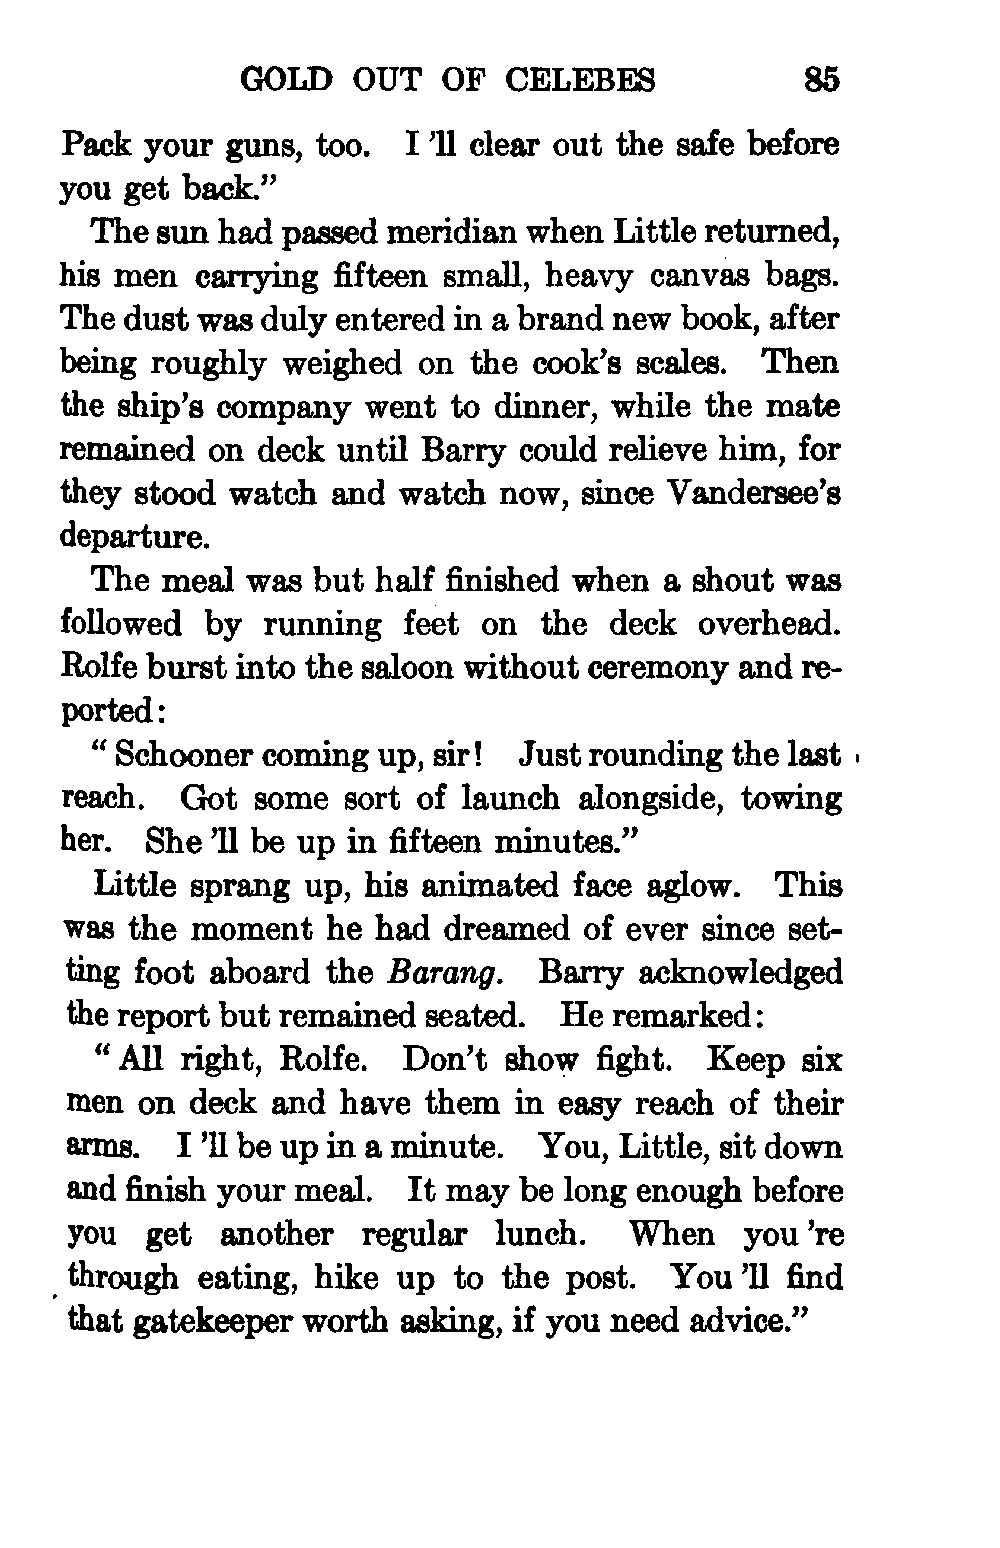 GOLD OUT OF CELEBES 85
Pack your guns, too. I 'll clear out the safe before
you get back.”
The sun had passed meridian when Little returned,
his men carrying fifteen small, heavy canvas bags.
The dust was duly entered in a brand new book, after
being roughly weighed on the cook's scales. Then
the ship's company went to dinner, while the mate
remained on deck until Barry could relieve him, for
they stood watch and watch now, since Vandersee's
departure.
The meal was but half finished when a shout was
followed by running feet on the deck overhead.
Rolfe burst into the saloon without ceremony and re-
ported:
“ Schooner coming up, sir! Just rounding the last
reach. Got some sort of launch alongside, towing
her. She 'll be up in fifteen minutes.”
Little sprang up, his animated face aglow. This
was the moment he had dreamed of ever since set-
ting foot aboard the Barang. Barry acknowledged
the report but remained seated. He remarked:
“ All right, Rolfe. Don't show fight. Keep six
men on deck and have them in easy reach of their
arms. I 'll be up in a minute. You, Little, sit down
and finish your meal. It may be long enough before
you get another regular lunch. When you 're
through eating, hike up to the post. You 'll find
that gatekeeper worth asking, if you need advice.”